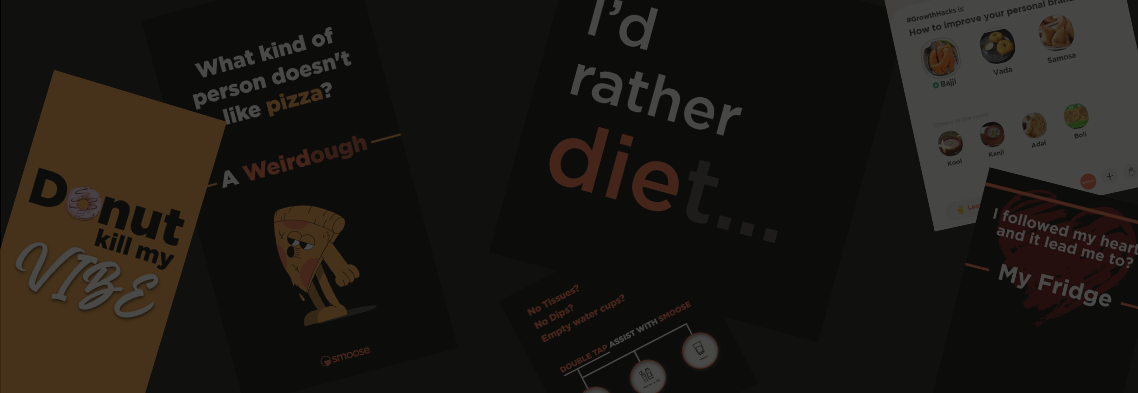 Donut
kill my
VIBE
What kind of
person doesn't
like pizza?
A Weirdough
smoose
I'd
rather
diet...
No Tissues?
No Dips?
Empty water cups?
DOUBLE TAP ASSIST WITH SMOOSE
#GrowthHacks
How to improve your personal bran
Bajji
Vada
Samosa
Kool
Kanji
Adai
Boli
I followed my heart
and it lead me to?
My Fridge